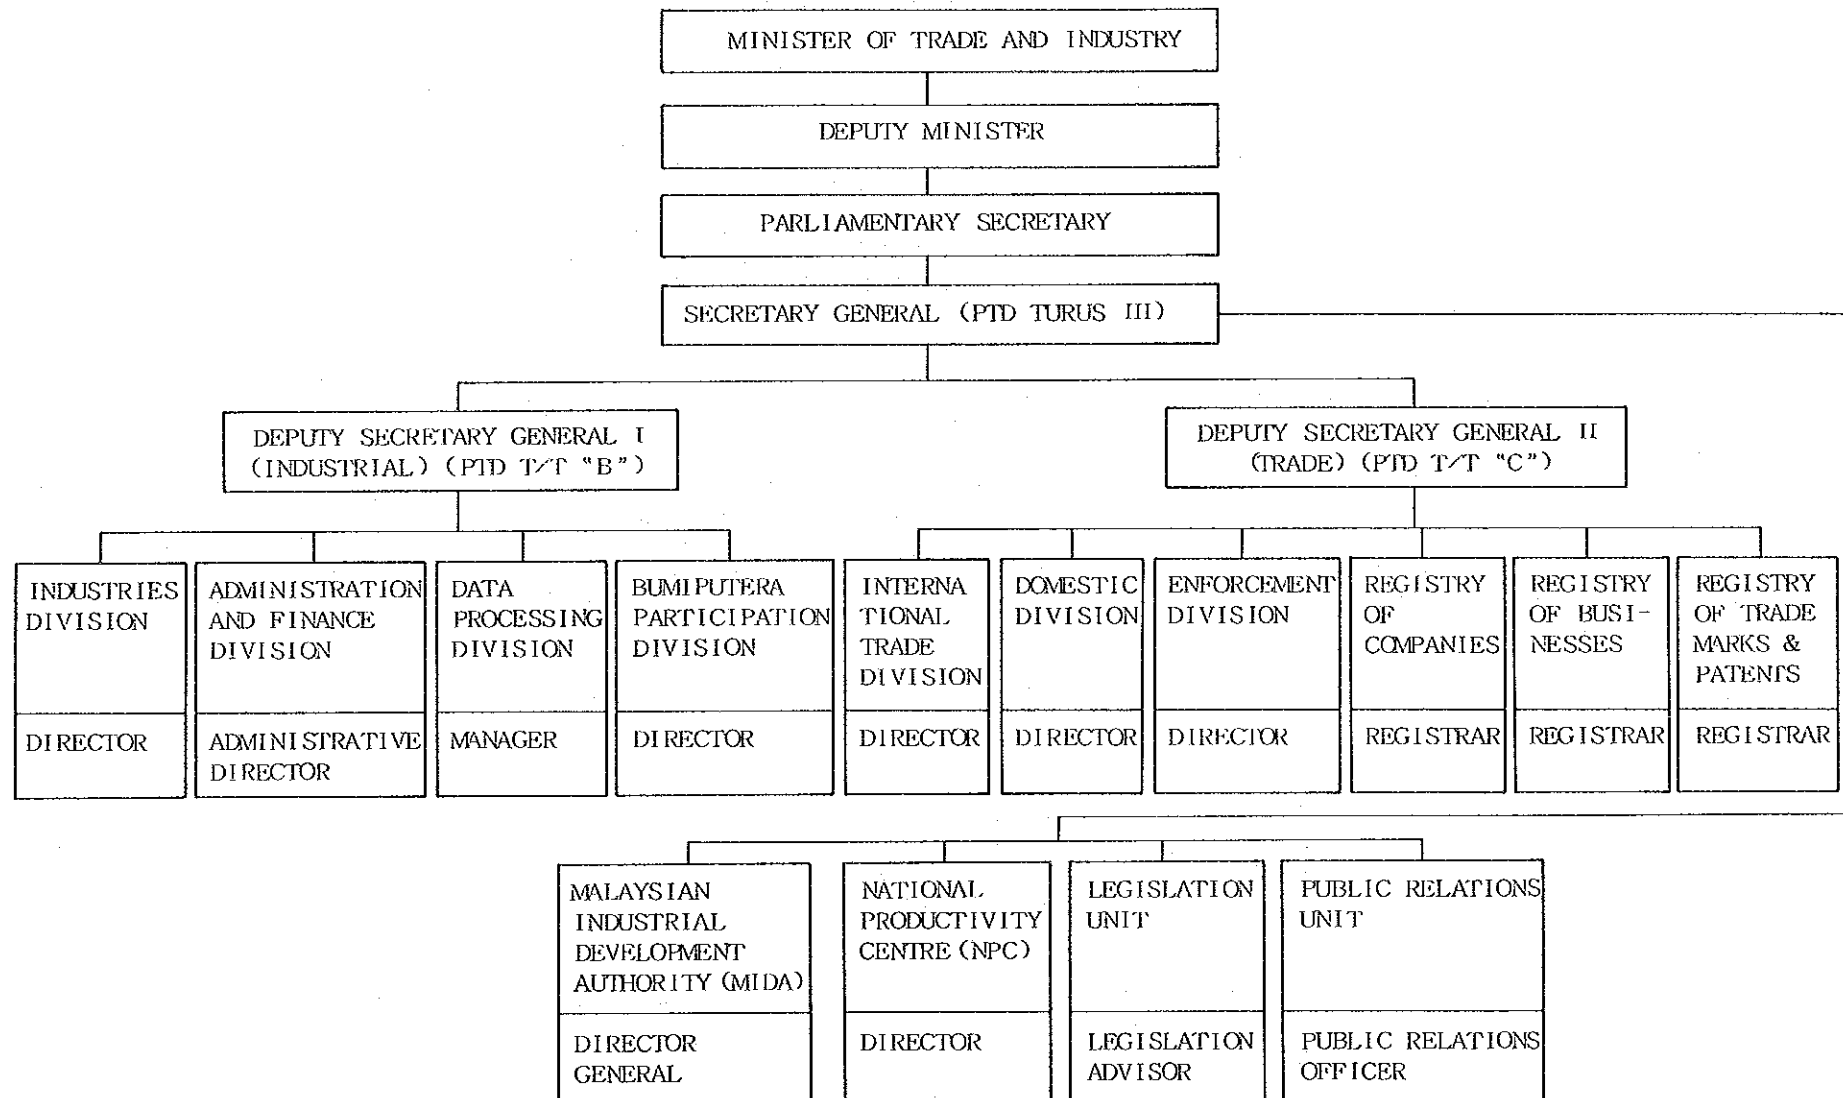 MINISTER OF TRADE AND INDUSTRY
DEPUTY MINISTER
PARLIAMENTARY SECRETARY
SECRETARY GENERAL (PTD TURUS III)
DEPUTY SECRETARY GENERAL I
(INDUSTRIAL) (PTD T/T "B")
DEPUTY SECRETARY GENERAL II
(TRADE) (PTD T/T "C")
INDUSTRIES
DIVISION
DIRECTOR
ADMINISTRATION
AND FINANCE
DIVISION
ADMINISTRATIVE
DIRECTOR
DATA
PROCESSING
DIVISION
MANAGER
BUMIPUTERA
PARTICIPATION
DIVISION
DIRECTOR
INTERNA
TIONAL
TRADE
DIVISION
DIRECTOR
DOMESTIC
DIVISION
DIRECTOR
ENFORCEMENT
DIVISION
DIRECTOR
REGISTRY
OF
COMPANIES
REGISTRAR
REGISTRY
OF BUSI-
NESSES
REGISTRAR
REGISTRY
OF TRADE
MARKS &
PATENTS
REGISTRAR
MALAYSIAN
INDUSTRIAL
DEVELOPMENT
AUTHORITY (MIDA)
DIRECTOR
GENERAL
NATIONAL
PRODUCTIVITY
CENTRE (NPC)
DIRECTOR
LEGISLATION
UNIT
LEGISLATION
ADVISOR
PUBLIC RELATIONS
UNIT
PUBLIC RELATIONS
OFFICER